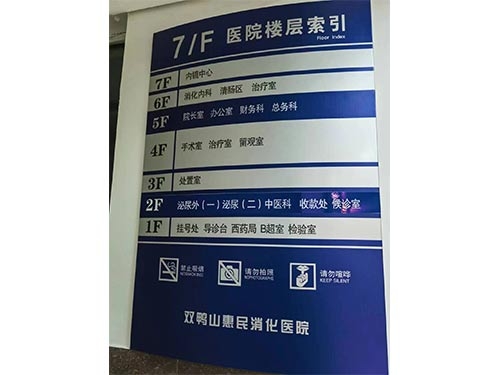 7/F 医院楼层索引
Floor Index
7F 内镜中心
6F 消化内科 清肠区 治疗室
5F 院长室 办公室 财务科 总务科
4F 手术室 治疗室 留观室
3F 处置室
2F 泌尿外(一)泌尿(二)中医科 收款处 候诊室
1F 挂号处 导诊台 西药局 B超室 检验室
禁止吸烟 请勿拍照 请勿喧哗
NOSMOKING NOPHOTOGRAPHS KEEP SILENT
双鸭山惠民消化医院